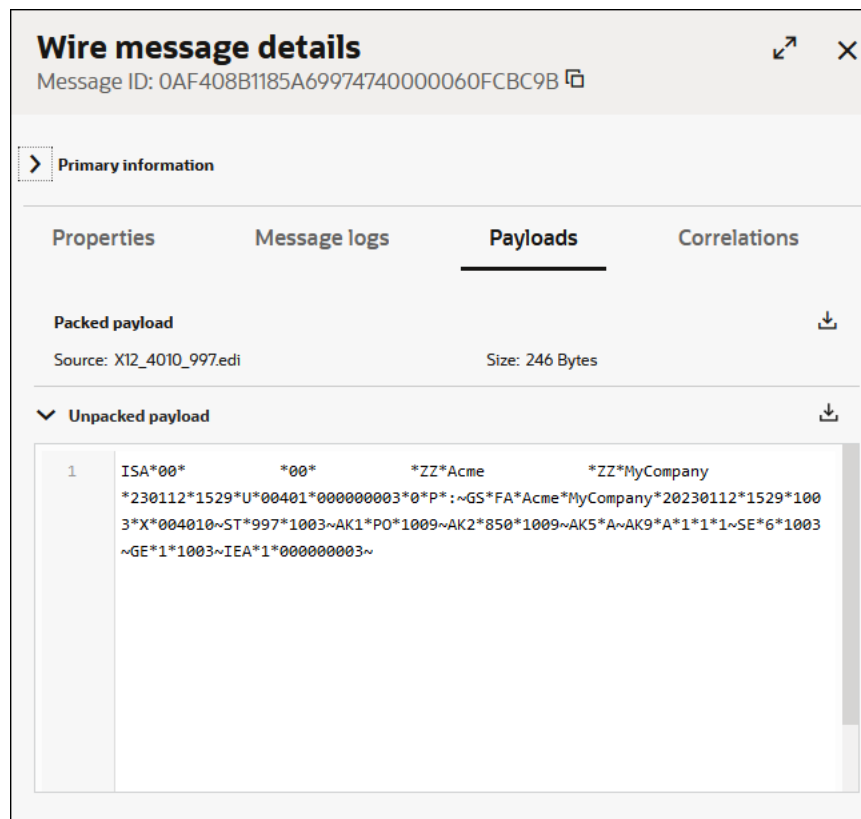 Wire message details
Message ID: 0AF408B1185A69974740000060FCBC9B
Primary information
Properties Message logs Payloads Correlations
Packed payload
Source: X12_4010_997.edi Size: 246 Bytes
Unpacked payload
1 ISA*00*          *00*          *ZZ*Acme           *ZZ*MyCompany
*230112*1529*U*00401*000000003*0*P*:~GS*FA*Acme*MyCompany*20230112*1529*100
3*X*004010~ST*997*1003~AK1*PO*1009~AK2*850*1009~AK5*A~AK9*A*1*1*1~SE*6*1003
~GE*1*1003~IEA*1*000000003~